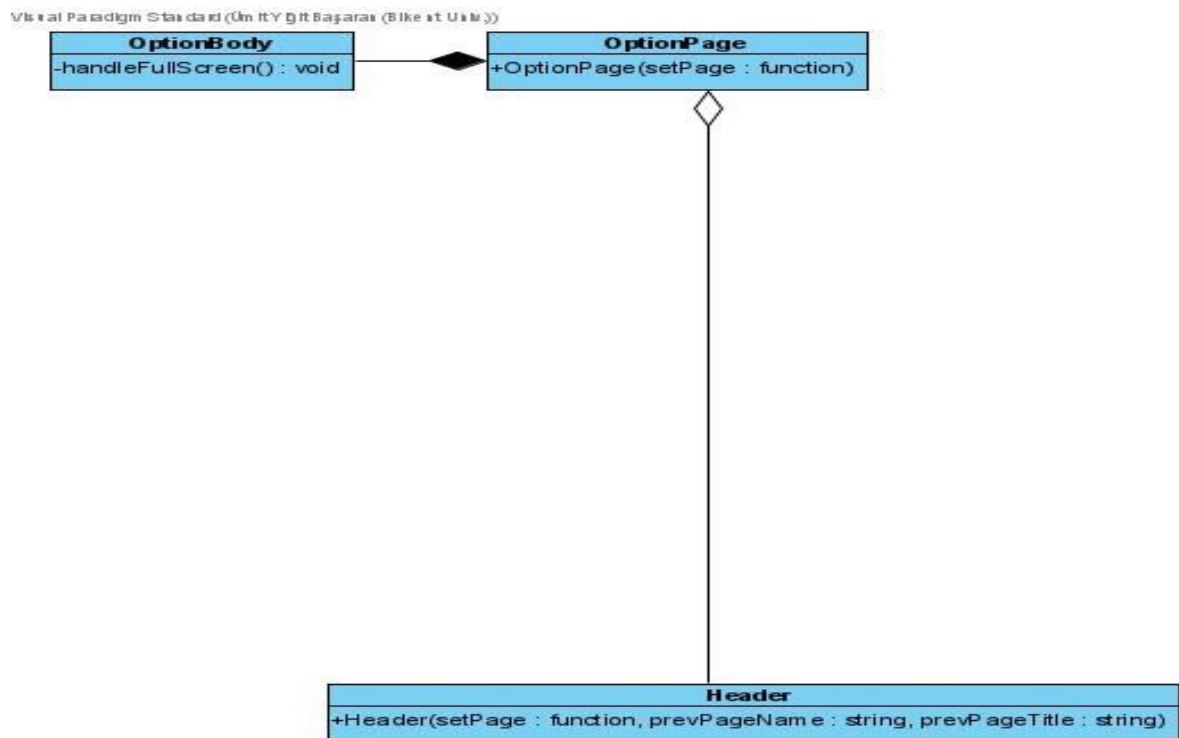 Visual Paradigm Standard (Ümit Yiğit Başaran (Bilkent Univ.))
OptionBody
-handleFullScreen() : void
OptionPage
+OptionPage(setPage : function)
Header
+Header(setPage : function, prevPageName : string, prevPageTitle : string)